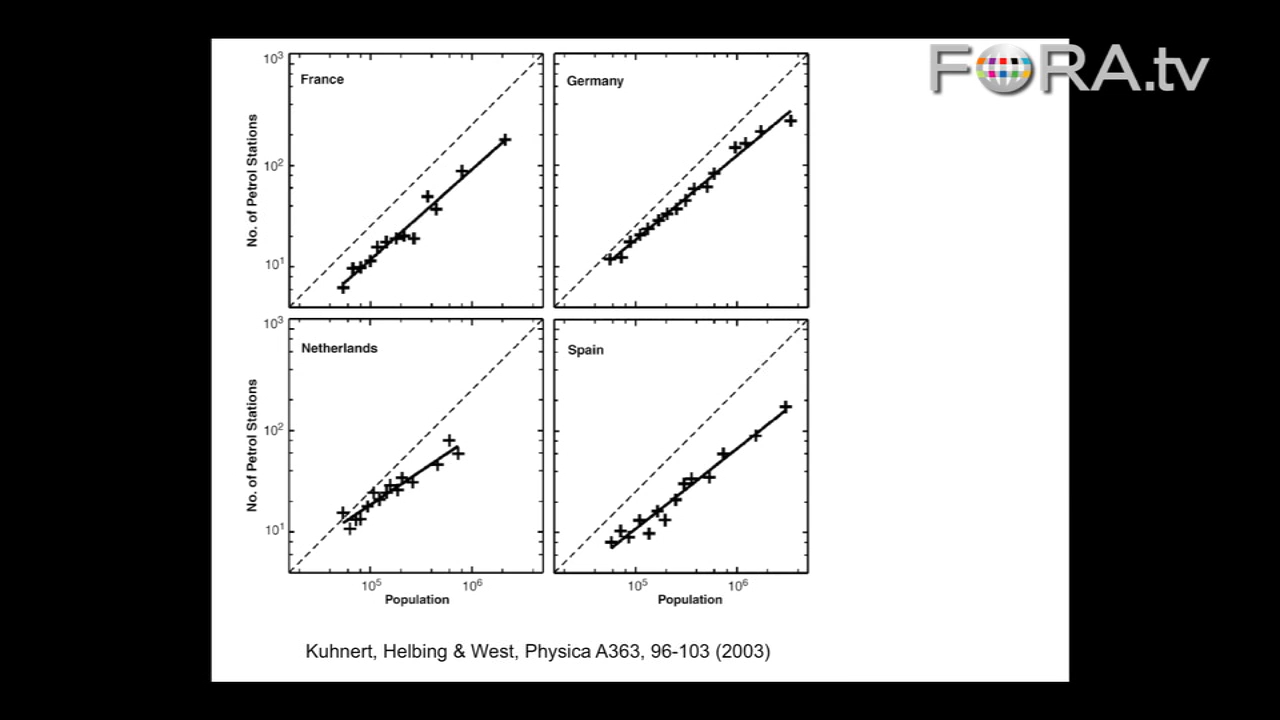 FORA.tv
France
Germany
10³
10²
10¹
No. of Petrol Stations
Netherlands
Spain
10³
10²
10¹
No. of Petrol Stations
10⁵ 10⁶ 10⁵ 10⁶
Population Population
Kuhnert, Helbing & West, Physica A363, 96-103 (2003)